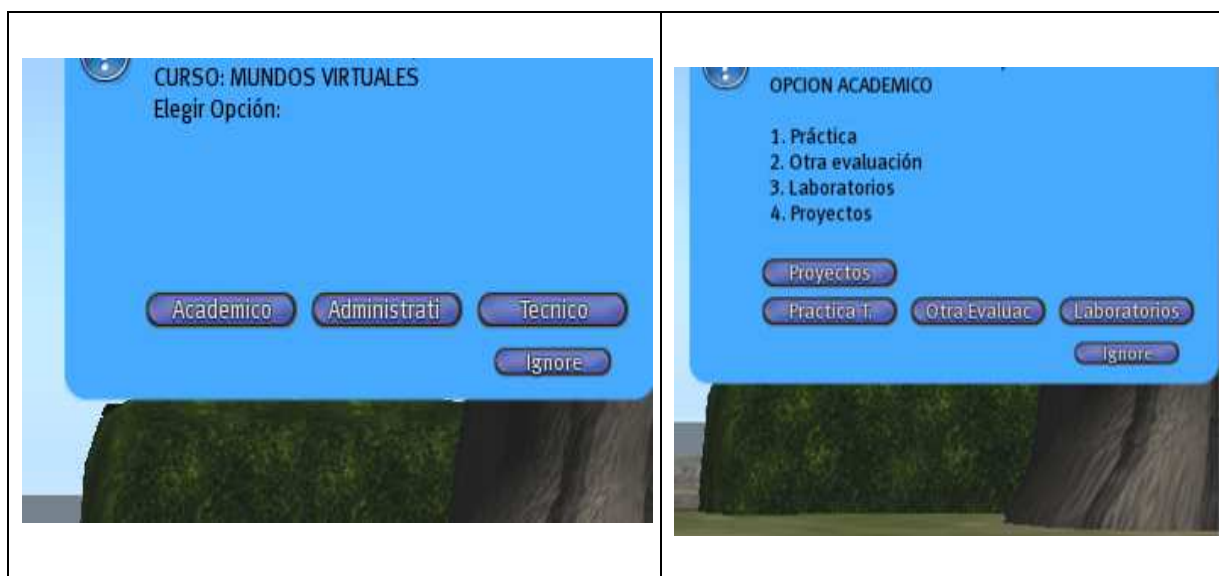 CURSO: MUNDOS VIRTUALES
Elegir Opción:
Academico Administrati Tecnico
Ignore
OPCION ACADEMICO
1. Práctica
2. Otra evaluación
3. Laboratorios
4. Proyectos
Proyectos
Practica T. Otra Evaluac Laboratorios
Ignore